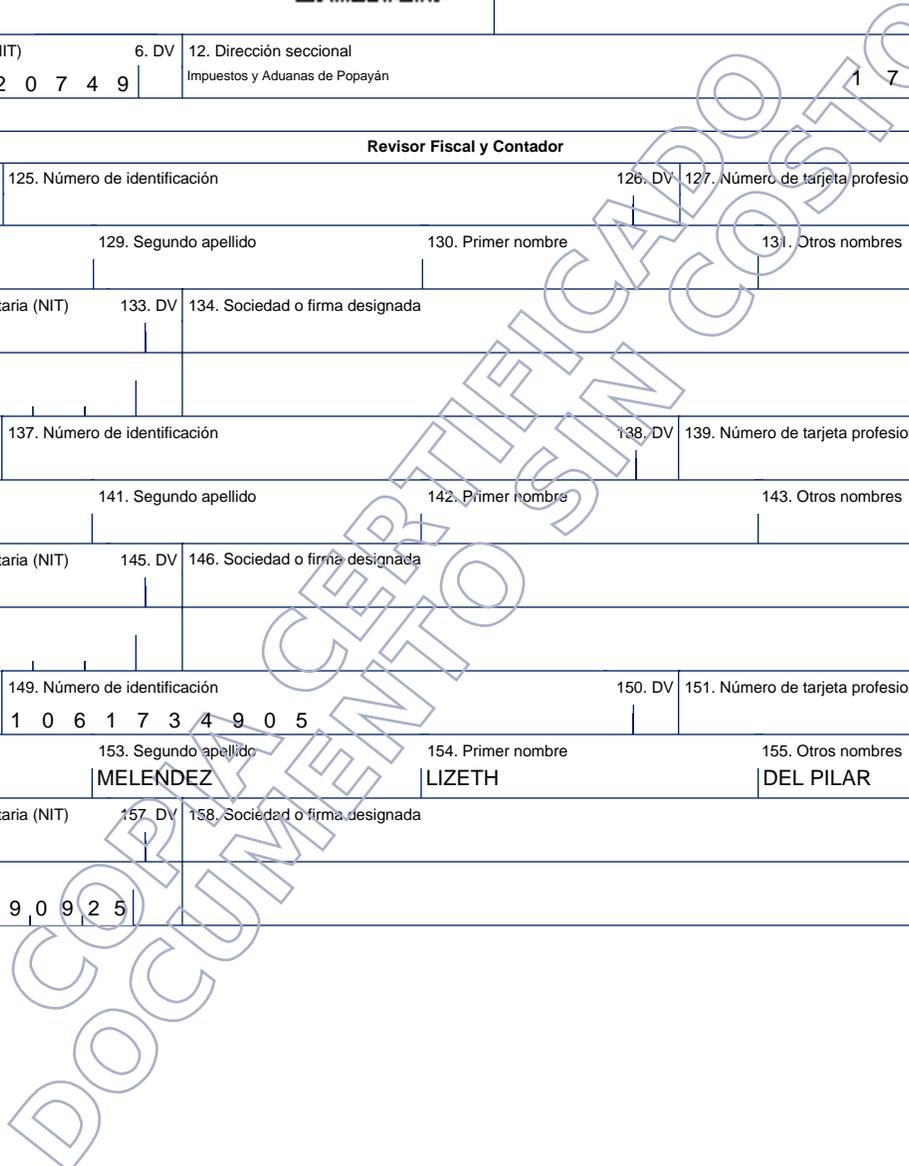 IIT) 6. DV 12. Dirección seccional
2 0 7 4 9 Impuestos y Aduanas de Popayán 1 7
Revisor Fiscal y Contador
125. Número de identificación 126. DV 127. Número de tarjeta profesio
129. Segundo apellido 130. Primer nombre 131. Otros nombres
taria (NIT) 133. DV 134. Sociedad o firma designada
137. Número de identificación 138. DV 139. Número de tarjeta profesio
141. Segundo apellido 142. Primer nombre 143. Otros nombres
taria (NIT) 145. DV 146. Sociedad o firma designada
149. Número de identificación 150. DV 151. Número de tarjeta profesio
1 0 6 1 7 3 4 9 0 5
153. Segundo apellido 154. Primer nombre 155. Otros nombres
MELENDEZ LIZETH DEL PILAR
taria (NIT) 157. DV 158. Sociedad o firma designada
9 0 9 2 5
COPIA CERTIFICADO
DOCUMENTO SIN COSTO